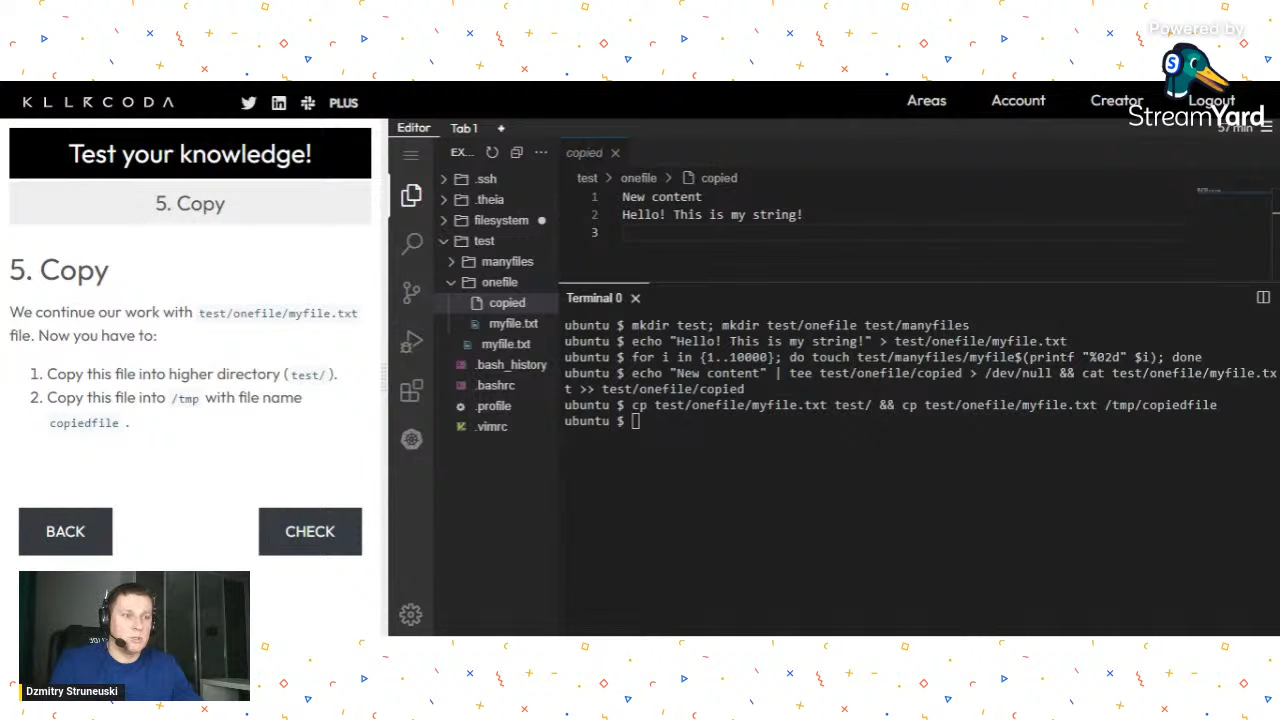 Powered by
StreamYard
KLLRCODA
PLUS
Areas
Account
Creator
Logout
57 min
Test your knowledge!
5. Copy
5. Copy
We continue our work with test/onefile/myfile.txt
file. Now you have to:
1. Copy this file into higher directory (test/).
2. Copy this file into /tmp with file name
copiedfile .
BACK
CHECK
Dzmitry Struneuski
Editor
Tab 1
EX...
.ssh
.theia
filesystem
test
manyfiles
onefile
copied
myfile.txt
myfile.txt
.bash_history
.bashrc
.profile
.vimrc
copied
test > onefile > copied
1 New content
2 Hello! This is my string!
3
Terminal 0
ubuntu $ mkdir test; mkdir test/onefile test/manyfiles
ubuntu $ echo "Hello! This is my string!" > test/onefile/myfile.txt
ubuntu $ for i in {1..10000}; do touch test/manyfiles/myfile$(printf "%02d" $i); done
ubuntu $ echo "New content" | tee test/onefile/copied > /dev/null && cat test/onefile/myfile.tx
t >> test/onefile/copied
ubuntu $ cp test/onefile/myfile.txt test/ && cp test/onefile/myfile.txt /tmp/copiedfile
ubuntu $